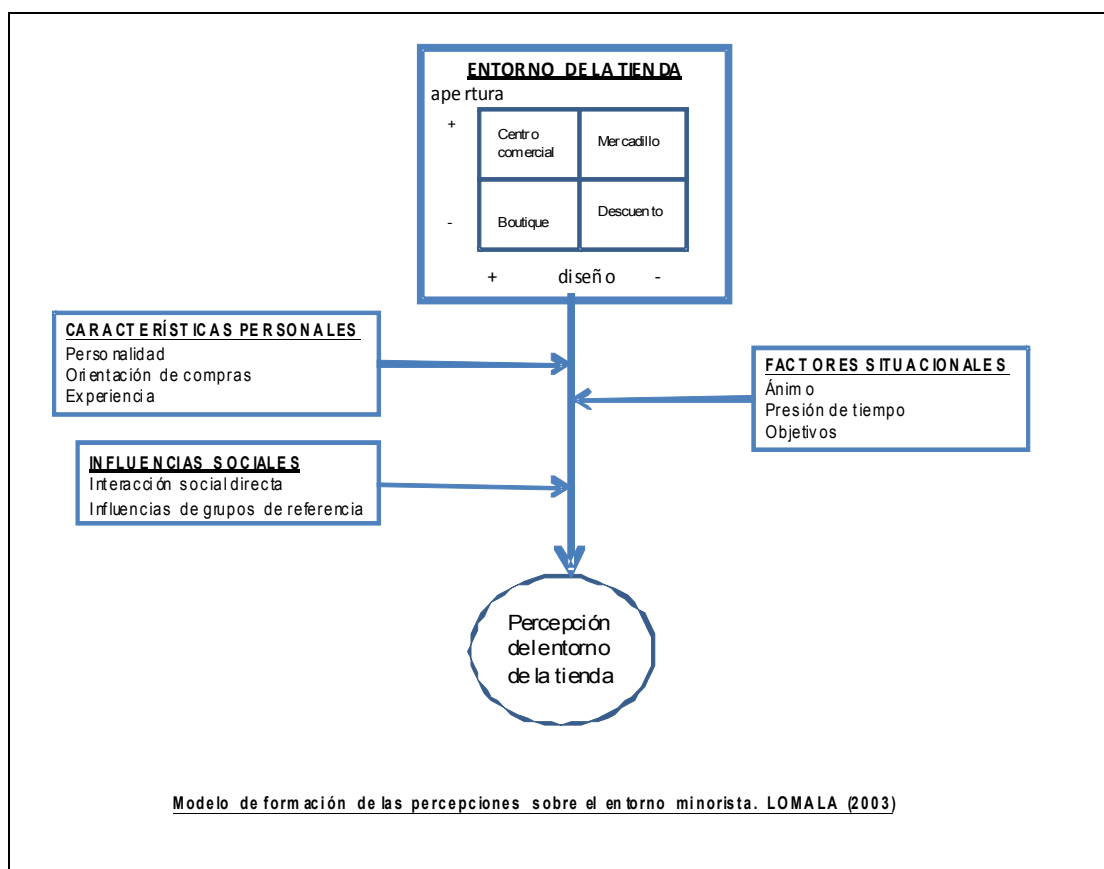 ENTORNO DE LA TIENDA
apertura
+
Centro
comercial
Mercadillo
-
Boutique
Descuento
+ diseño -
CARACTERÍSTICAS PERSONALES
Personalidad
Orientación de compras
Experiencia
FACTORES SITUACIONALES
Ánimo
Presión de tiempo
Objetivos
INFLUENCIAS SOCIALES
Interacción social directa
Influencias de grupos de referencia
Percepción
del entorno
de la tienda
Modelo de formación de las percepciones sobre el entorno minorista. LOMALA (2003)